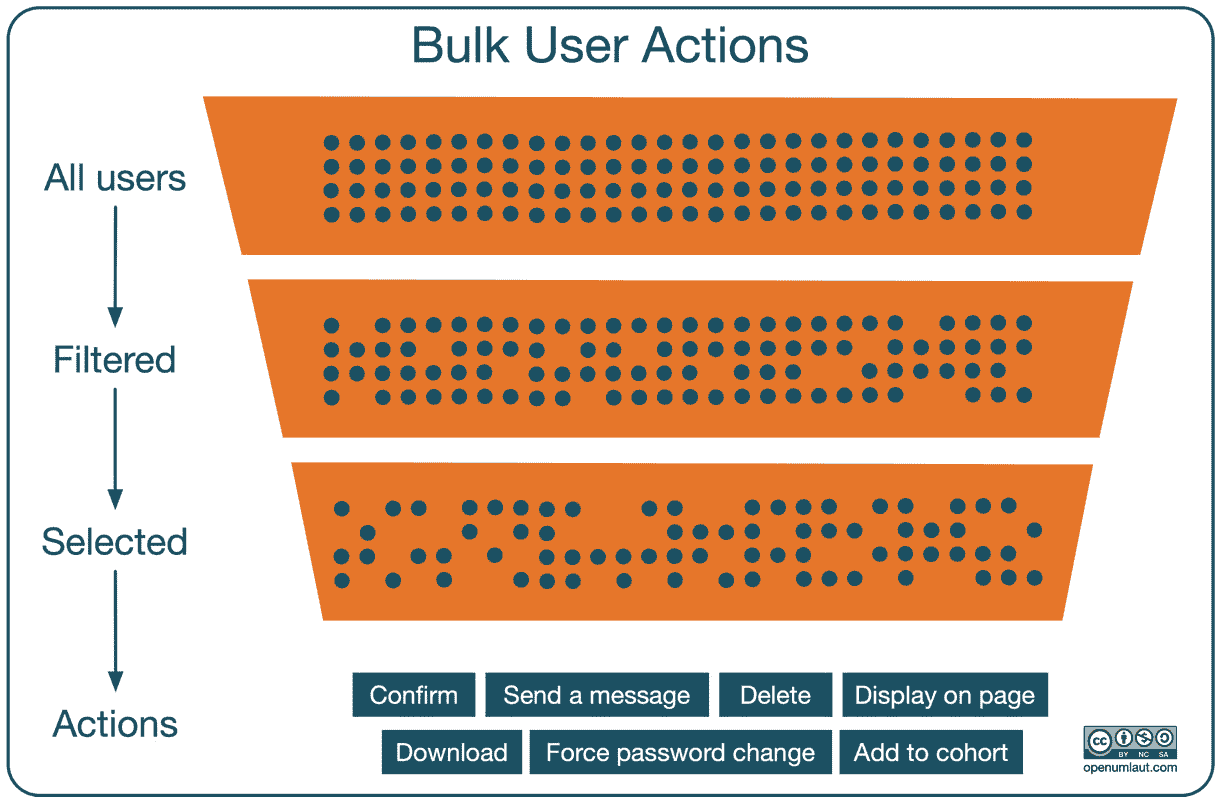 Bulk User Actions
All users
Filtered
Selected
Actions
Confirm
Send a message
Delete
Display on page
Download
Force password change
Add to cohort
cc
BY NC SA
openumlaut.com